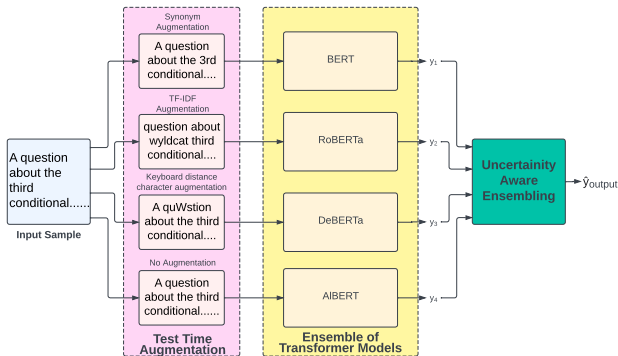 Synonym
Augmentation
A question
about the 3rd
conditional....
BERT
y₁
TF-IDF
Augmentation
question about
wyldcat third
conditional....
RoBERTa
y₂
A question
about the
third
conditional......
Input Sample
Keyboard distance
character augmentation
A quWstion
about the third
conditional....
DeBERTa
y₃
Uncertainity
Aware
Ensembling
ŷoutput
No Augmentation
A question
about the third
conditional......
AlBERT
y₄
Test Time
Augmentation
Ensemble of
Transformer Models